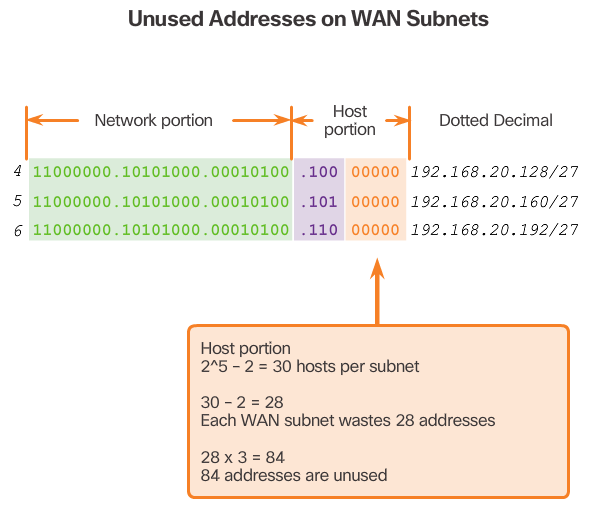 Unused Addresses on WAN Subnets
Network portion
Host
portion
Dotted Decimal
4 11000000.10101000.00010100 .100 00000 192.168.20.128/27
5 11000000.10101000.00010100 .101 00000 192.168.20.160/27
6 11000000.10101000.00010100 .110 00000 192.168.20.192/27
Host portion
2^5 – 2 = 30 hosts per subnet
30 – 2 = 28
Each WAN subnet wastes 28 addresses
28 x 3 = 84
84 addresses are unused